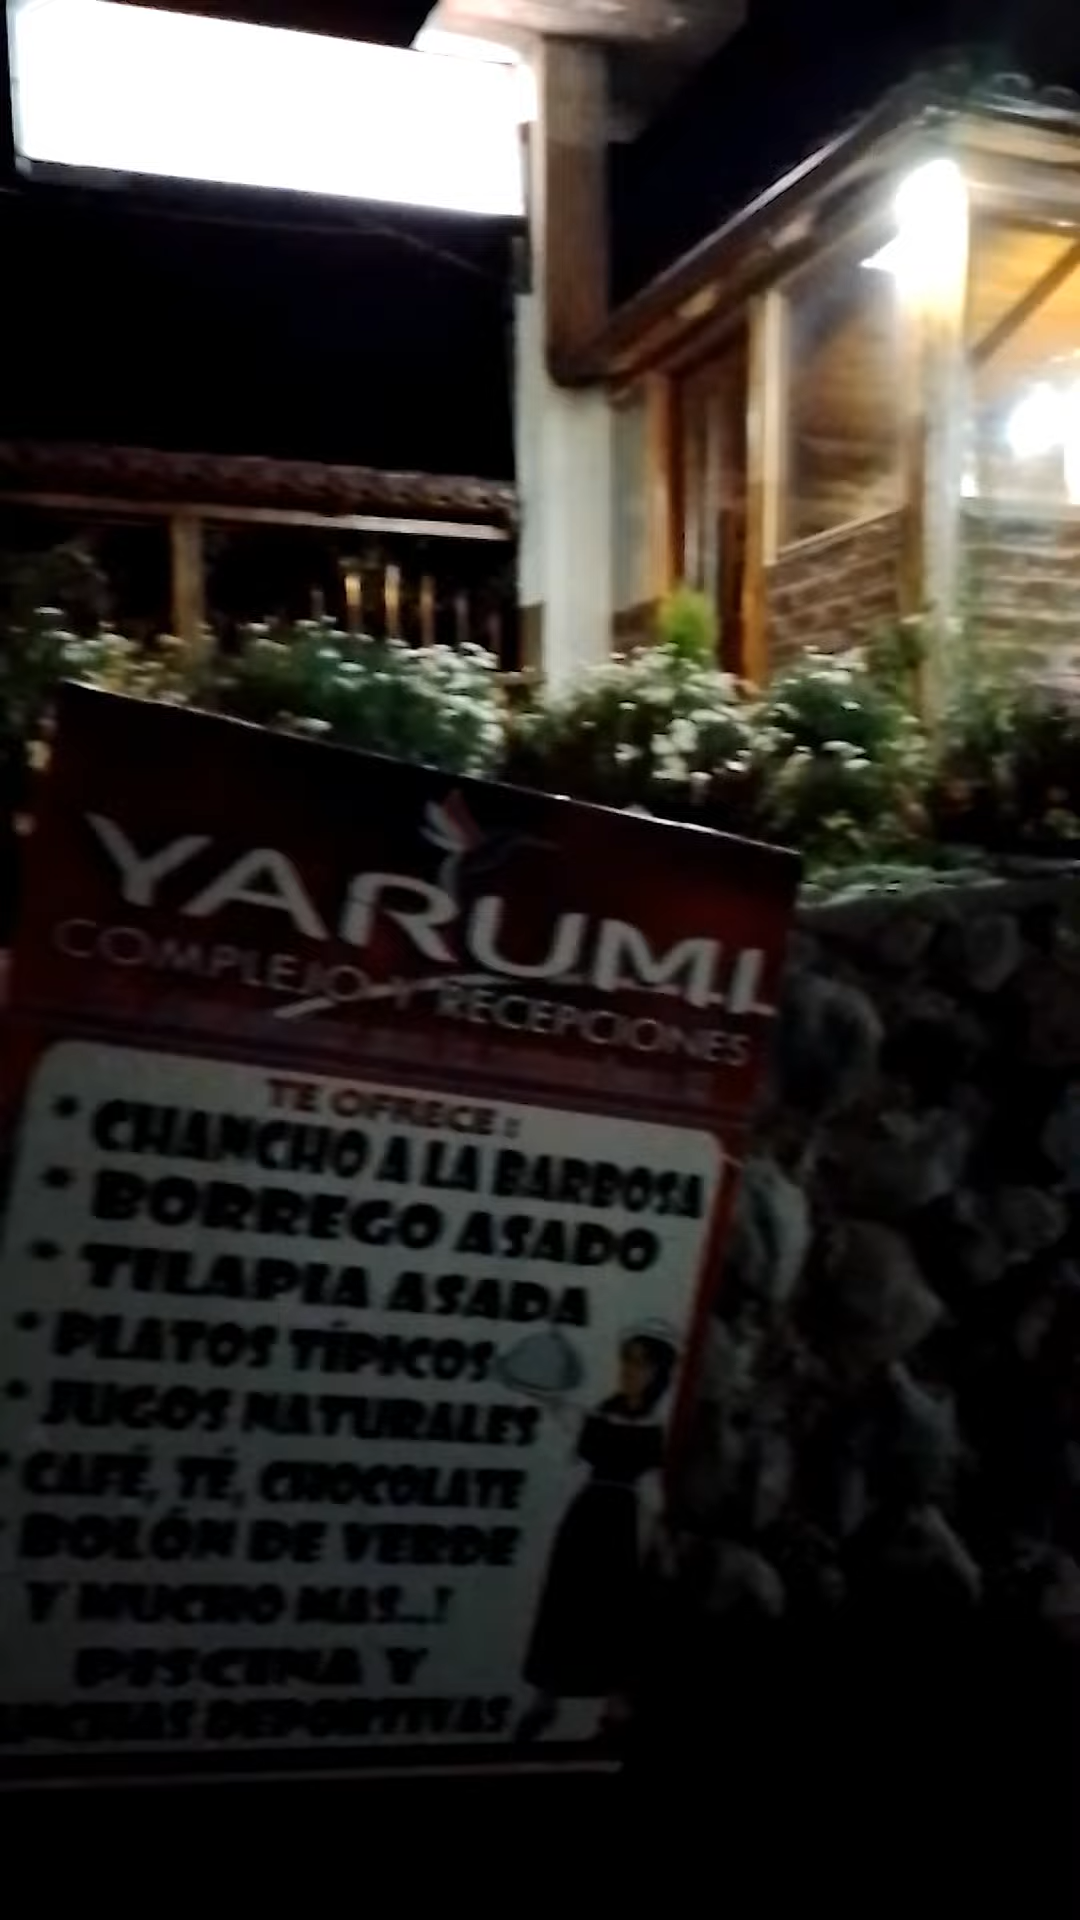 YARUMI
COMPLEJO Y RECEPCIONES
TE OFRECE:
• CHANCHO A LA BARBOSA
• BORREGO ASADO
• TILAPIA ASADA
• PLATOS TÍPICOS
• JUGOS NATURALES
• CAFÉ, TÉ, CHOCOLATE
• BOLÓN DE VERDE
Y MUCHO MAS..!
PISCINA Y
CANCHAS DEPORTIVAS